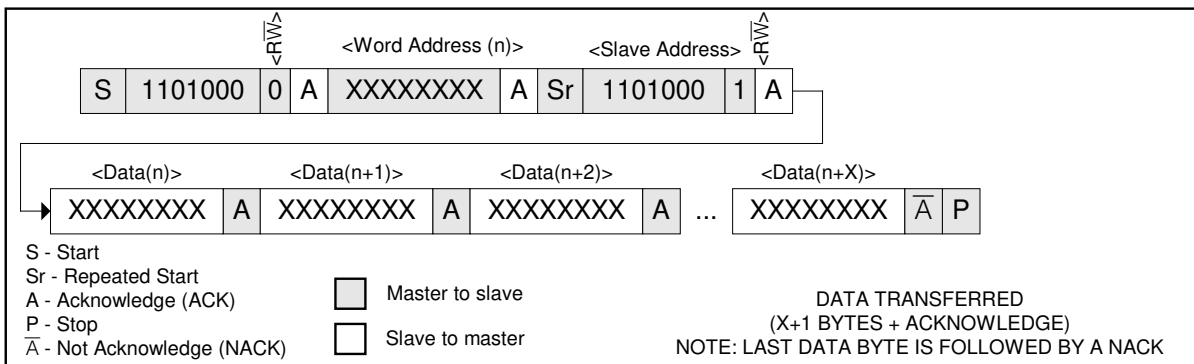 <RW̅> <Word Address (n)> <Slave Address> <RW̅>
S 1101000 0 A XXXXXXXX A Sr 1101000 1 A
<Data(n)> <Data(n+1)> <Data(n+2)> <Data(n+X)>
XXXXXXXX A XXXXXXXX A XXXXXXXX A ... XXXXXXXX A̅ P
S - Start
Sr - Repeated Start
A - Acknowledge (ACK)
P - Stop
A̅ - Not Acknowledge (NACK)
Master to slave
Slave to master
DATA TRANSFERRED
(X+1 BYTES + ACKNOWLEDGE)
NOTE: LAST DATA BYTE IS FOLLOWED BY A NACK